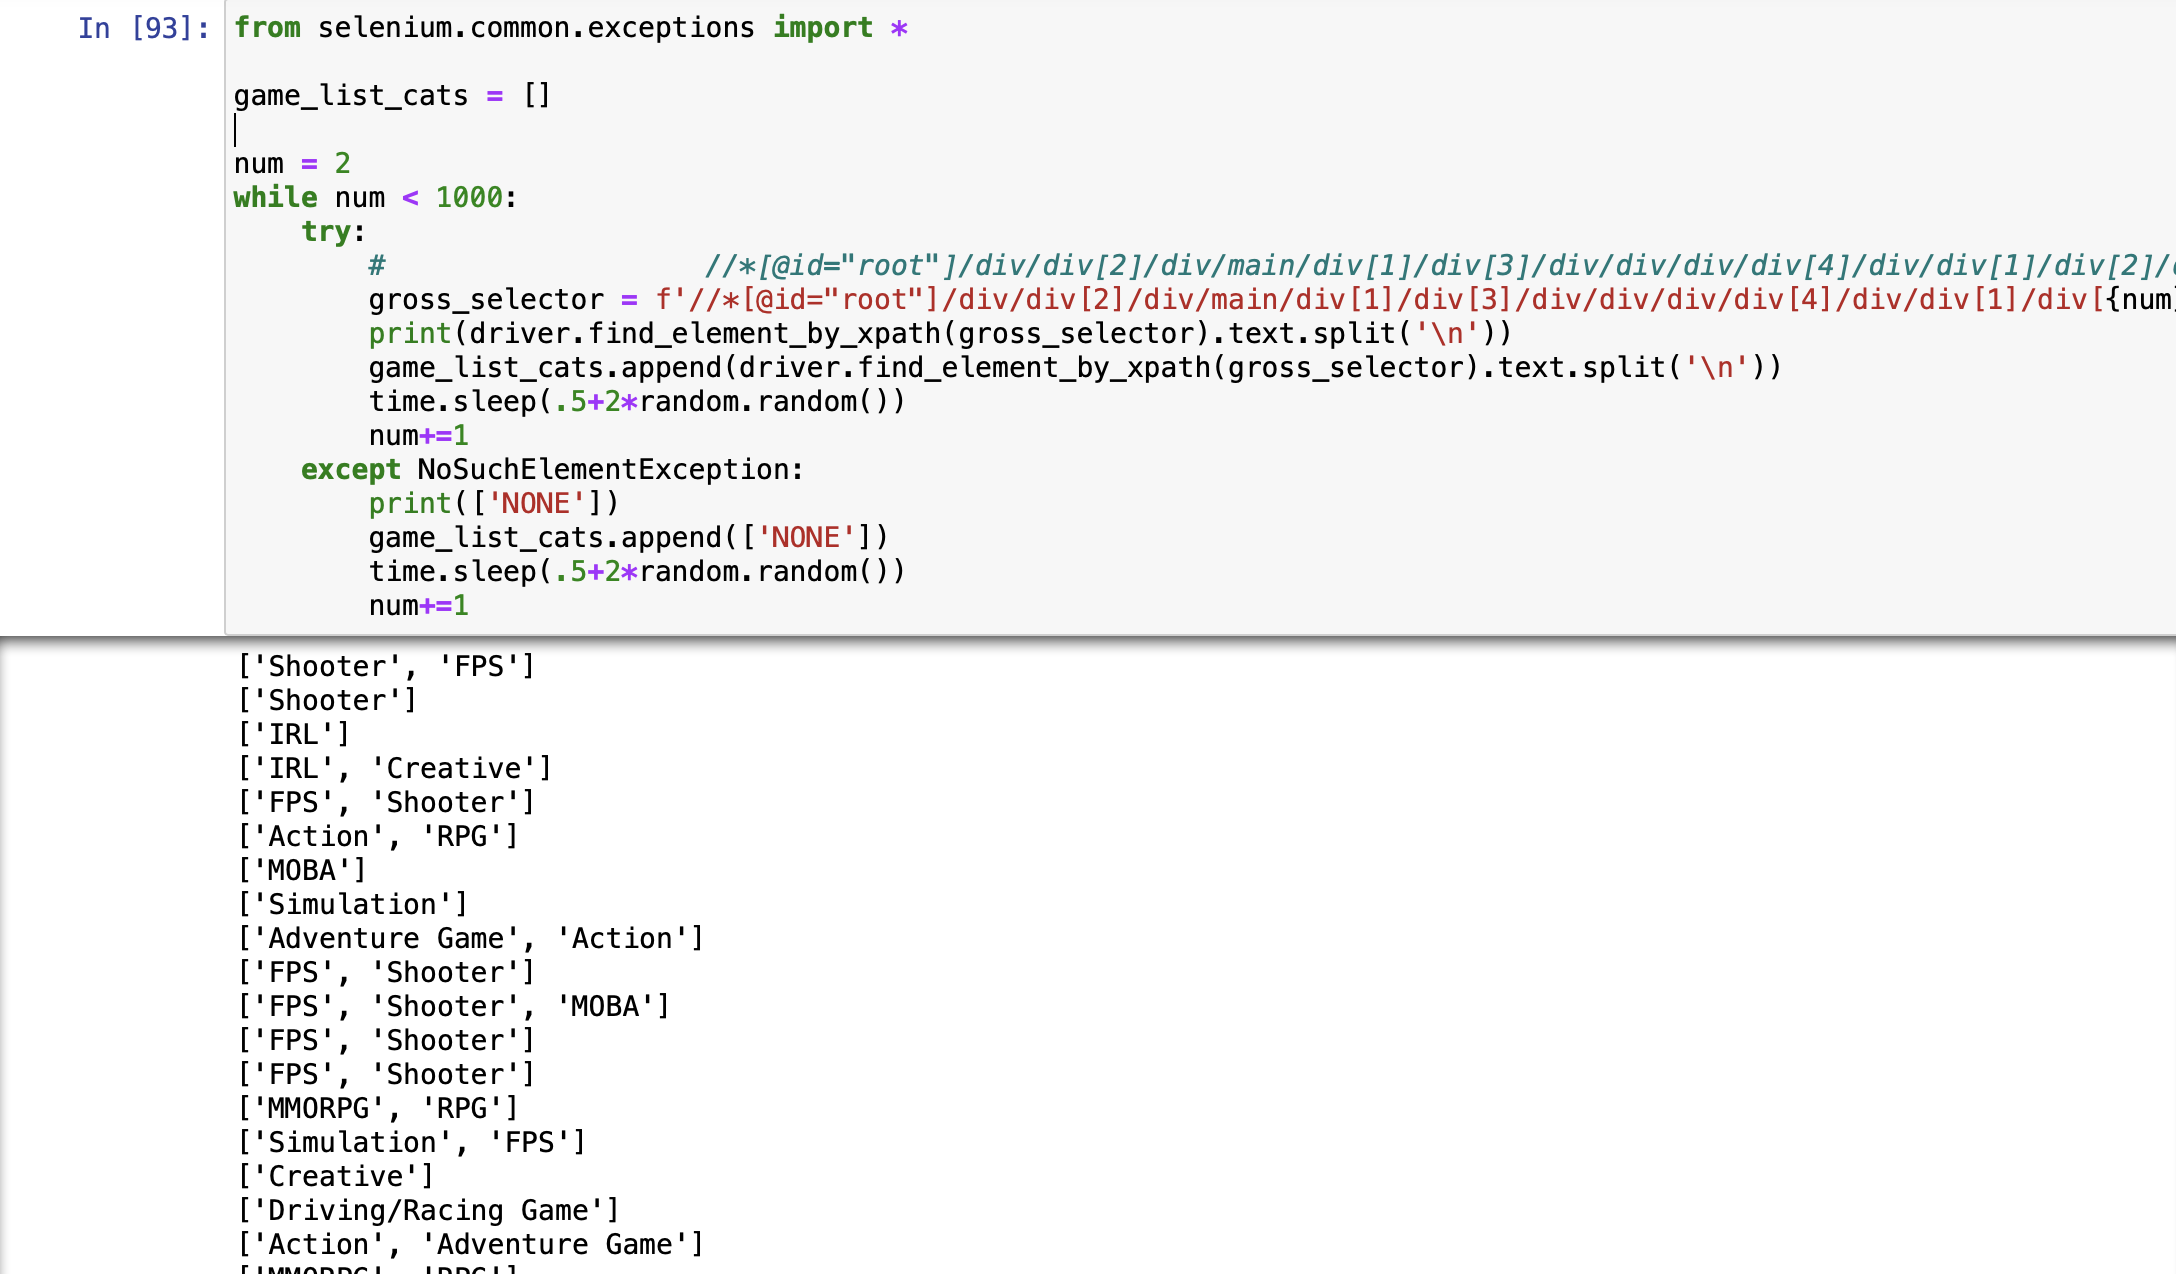 In [93]: from selenium.common.exceptions import *
game_list_cats = []
num = 2
while num < 1000:
    try:
        #                   //*[@id="root"]/div/div[2]/div/main/div[1]/div[3]/div/div/div/div[4]/div/div[1]/div[2]/
        gross_selector = f'//*[@id="root"]/div/div[2]/div/main/div[1]/div[3]/div/div/div/div[4]/div/div[1]/div[{num}
        print(driver.find_element_by_xpath(gross_selector).text.split('\n'))
        game_list_cats.append(driver.find_element_by_xpath(gross_selector).text.split('\n'))
        time.sleep(.5+2*random.random())
        num+=1
    except NoSuchElementException:
        print(['NONE'])
        game_list_cats.append(['NONE'])
        time.sleep(.5+2*random.random())
        num+=1
['Shooter', 'FPS']
['Shooter']
['IRL']
['IRL', 'Creative']
['FPS', 'Shooter']
['Action', 'RPG']
['MOBA']
['Simulation']
['Adventure Game', 'Action']
['FPS', 'Shooter']
['FPS', 'Shooter', 'MOBA']
['FPS', 'Shooter']
['FPS', 'Shooter']
['MMORPG', 'RPG']
['Simulation', 'FPS']
['Creative']
['Driving/Racing Game']
['Action', 'Adventure Game']
['MMORPG', 'RPG']